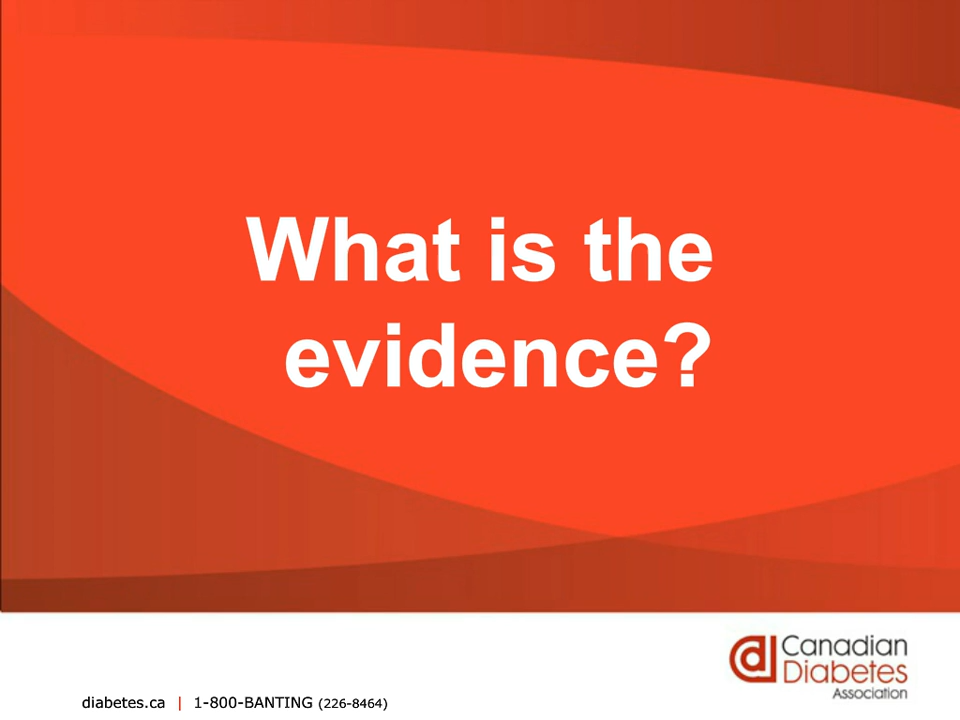 What is the
evidence?
Canadian
Diabetes
Association
diabetes.ca | 1-800-BANTING (226-8464)